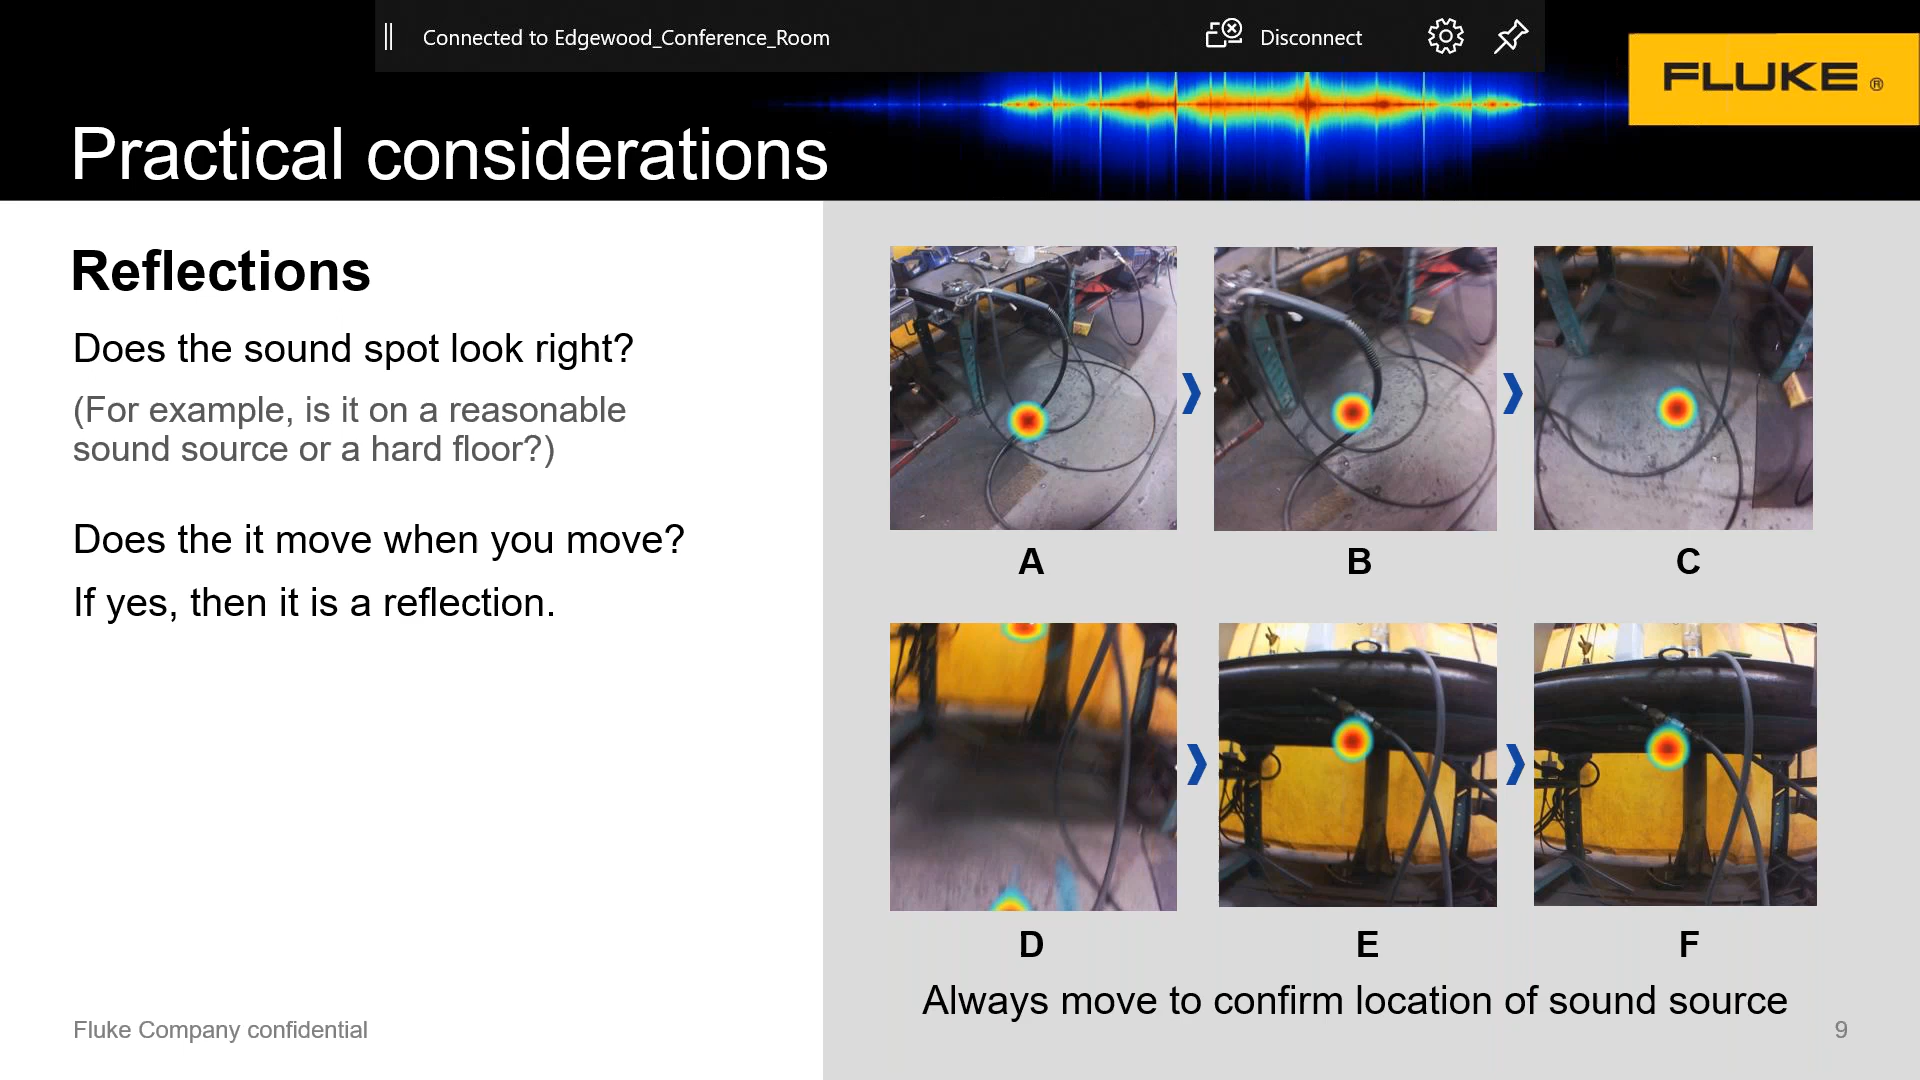 Connected to Edgewood_Conference_Room
Disconnect
FLUKE ®
Practical considerations
Reflections
Does the sound spot look right?
(For example, is it on a reasonable
sound source or a hard floor?)
Does the it move when you move?
If yes, then it is a reflection.
A
B
C
D
E
F
Always move to confirm location of sound source
Fluke Company confidential
9